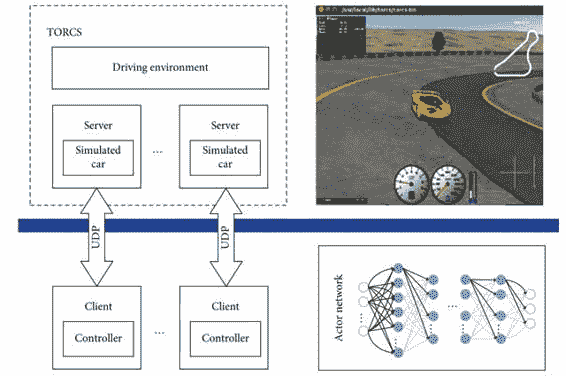 TORCS
Driving environment
Server
Simulated
car
...
Server
Simulated
car
UDP
UDP
Client
Controller
...
Client
Controller
Actor network
...